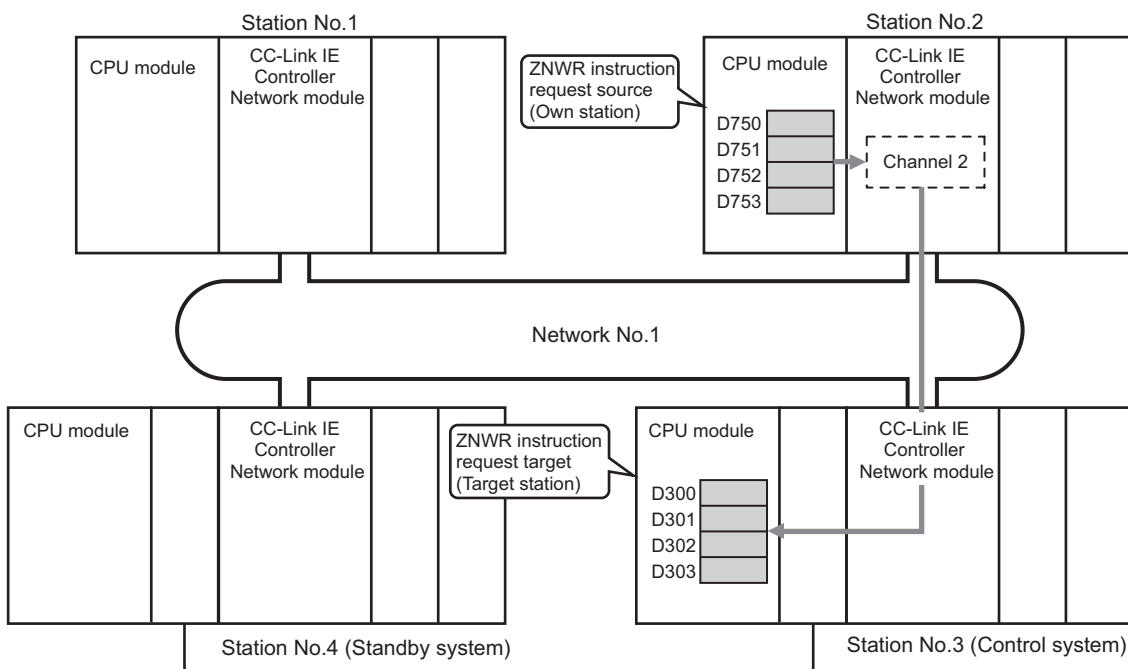 Station No.1
CPU module
CC-Link IE
Controller
Network module
Station No.2
ZNWR instruction
request source
(Own station)
CPU module
D750
D751
D752
D753
CC-Link IE
Controller
Network module
Channel 2
Network No.1
CPU module
CC-Link IE
Controller
Network module
Station No.4 (Standby system)
ZNWR instruction
request target
(Target station)
CPU module
D300
D301
D302
D303
CC-Link IE
Controller
Network module
Station No.3 (Control system)